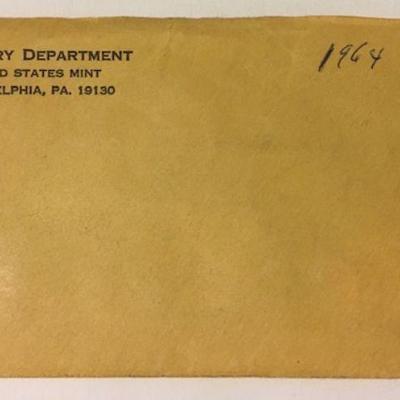 RY DEPARTMENT
D STATES MINT
ELPHIA, PA. 19130
1964